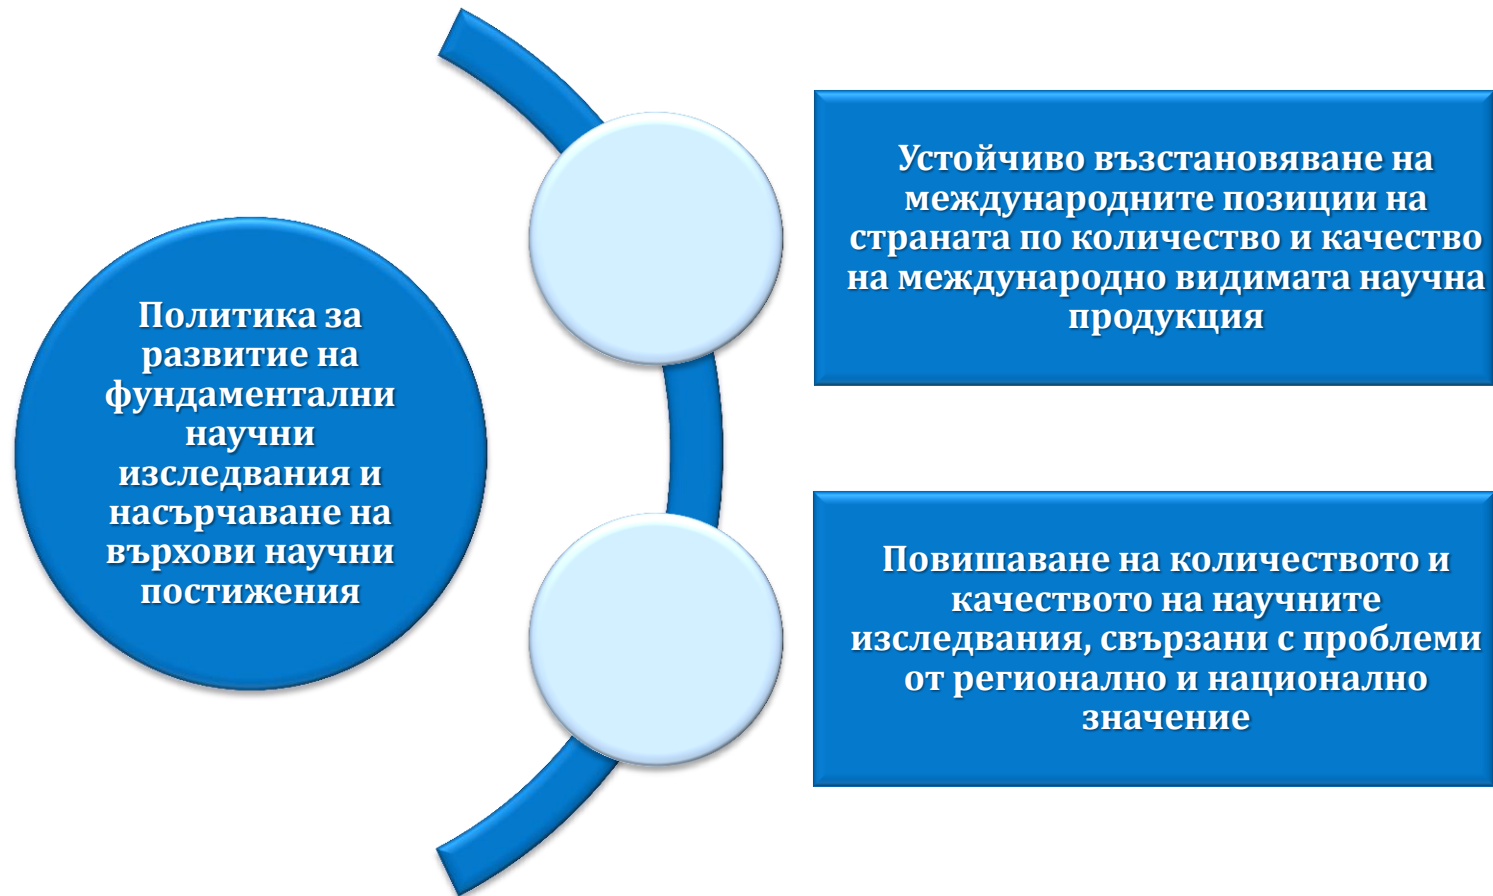 Политика за
развитие на
фундаментални
научни
изследвания и
насърчаване на
върхови научни
постижения
Устойчиво възстановяване на
международните позиции на
страната по количество и качество
на международно видимата научна
продукция
Повишаване на количеството и
качеството на научните
изследвания, свързани с проблеми
от регионално и национално
значение